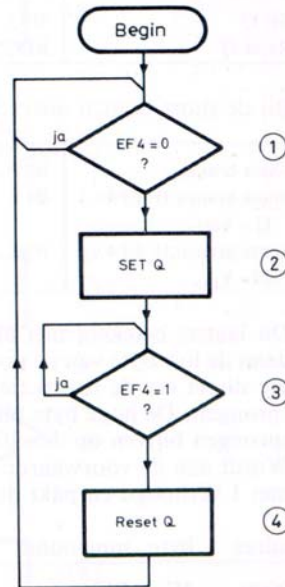 Begin
ja
EF4=0
?
1
SET Q
2
ja
EF4=1
?
3
Reset Q
4